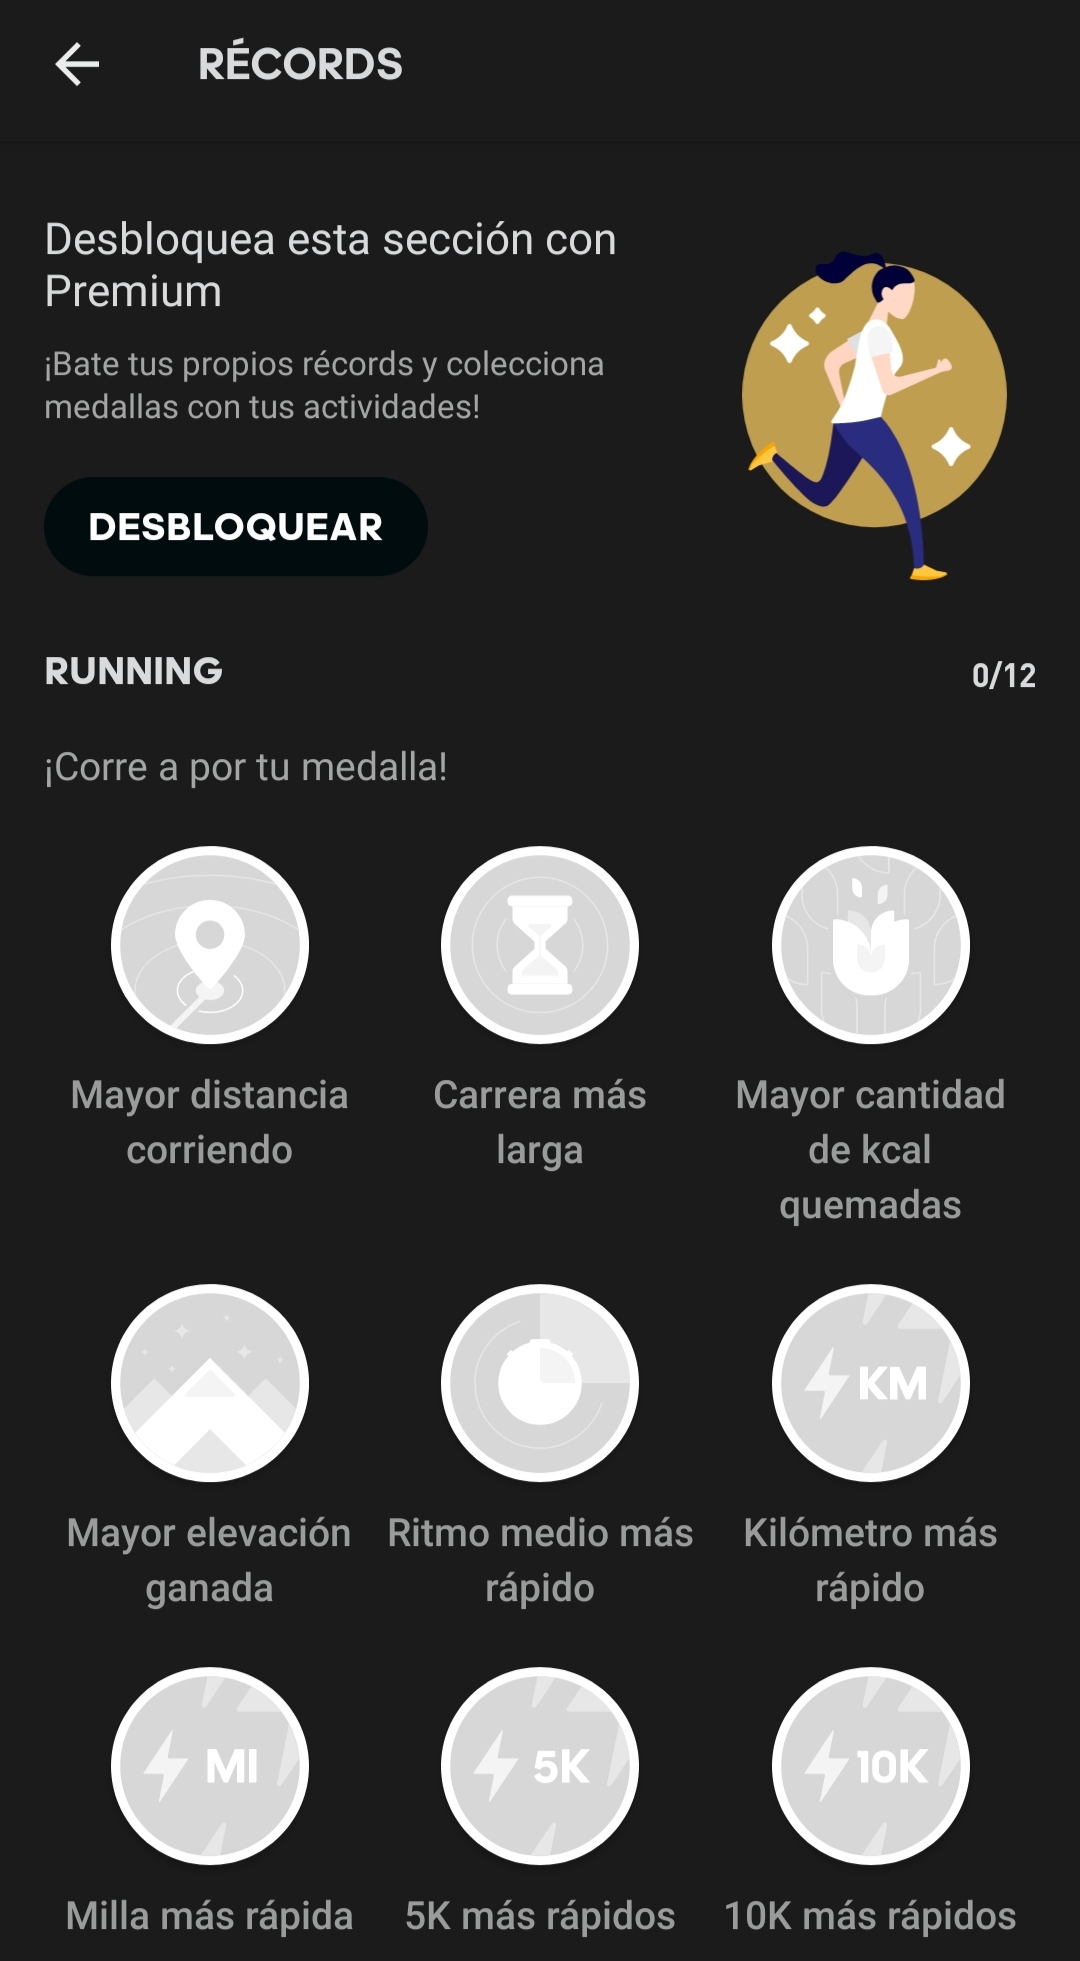 RÉCORDS
Desbloquea esta sección con
Premium
¡Bate tus propios récords y colecciona
medallas con tus actividades!
DESBLOQUEAR
RUNNING
0/12
¡Corre a por tu medalla!
Mayor distancia
corriendo
Carrera más
larga
Mayor cantidad
de kcal
quemadas
KM
Mayor elevación
ganada
Ritmo medio más
rápido
Kilómetro más
rápido
MI
5K
10K
Milla más rápida
5K más rápidos
10K más rápidos